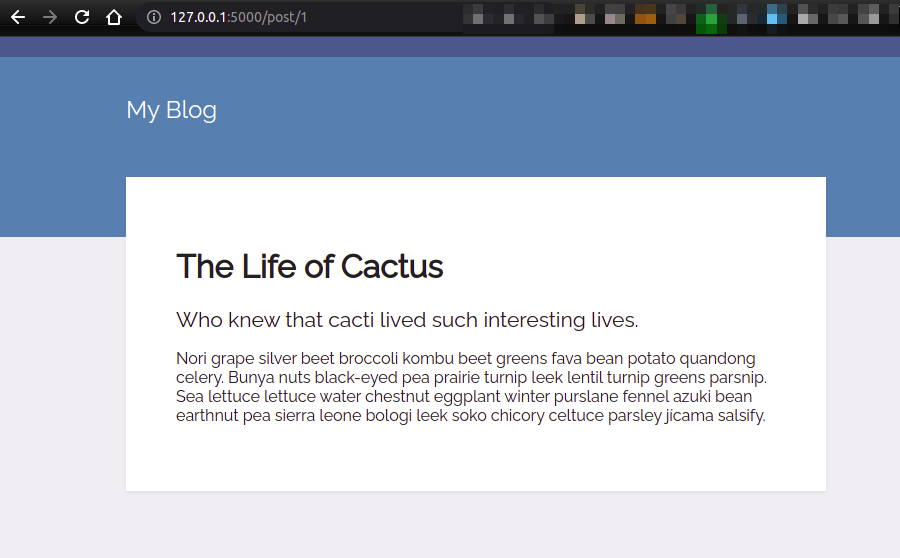 127.0.0.1:5000/post/1
My Blog
The Life of Cactus
Who knew that cacti lived such interesting lives.
Nori grape silver beet broccoli kombu beet greens fava bean potato quandong
celery. Bunya nuts black-eyed pea prairie turnip leek lentil turnip greens parsnip.
Sea lettuce lettuce water chestnut eggplant winter purslane fennel azuki bean
earthnut pea sierra leone bologi leek soko chicory celtuce parsley jícama salsify.